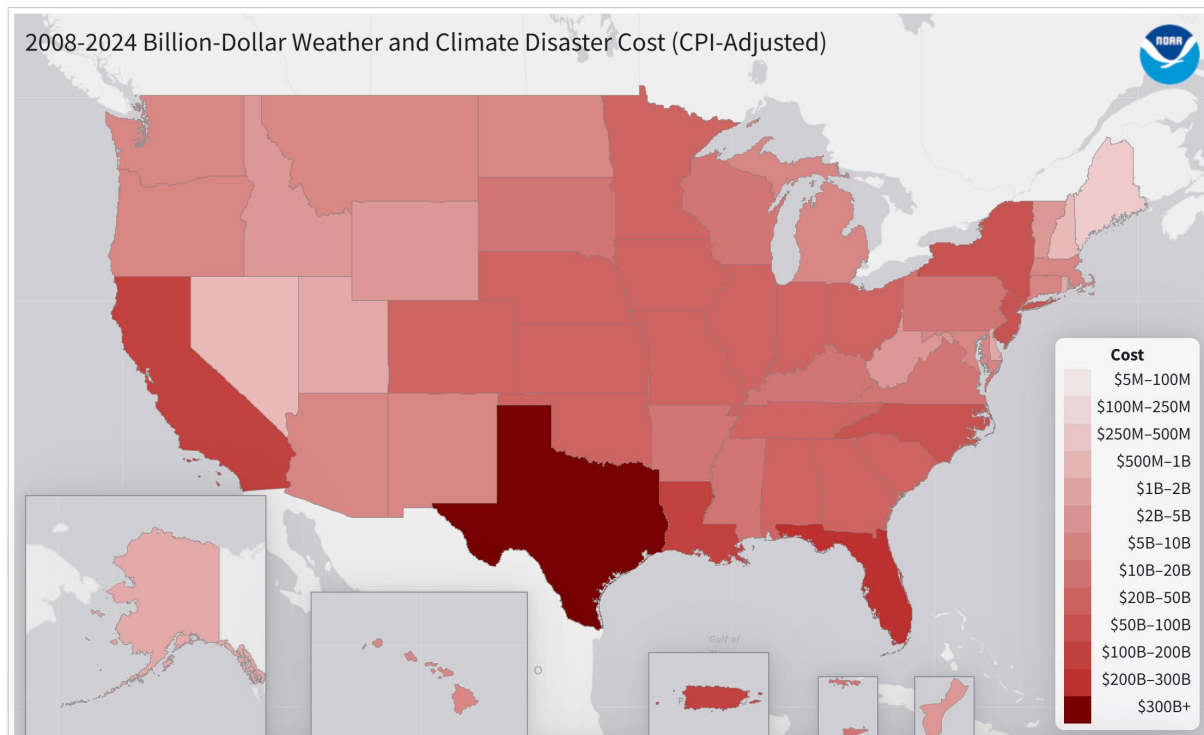 2008-2024 Billion-Dollar Weather and Climate Disaster Cost (CPI-Adjusted)
NOAA
Cost
$5M–100M
$100M–250M
$250M–500M
$500M–1B
$1B–2B
$2B–5B
$5B–10B
$10B–20B
$20B–50B
$50B–100B
$100B–200B
$200B–300B
$300B+
Gulf of
O